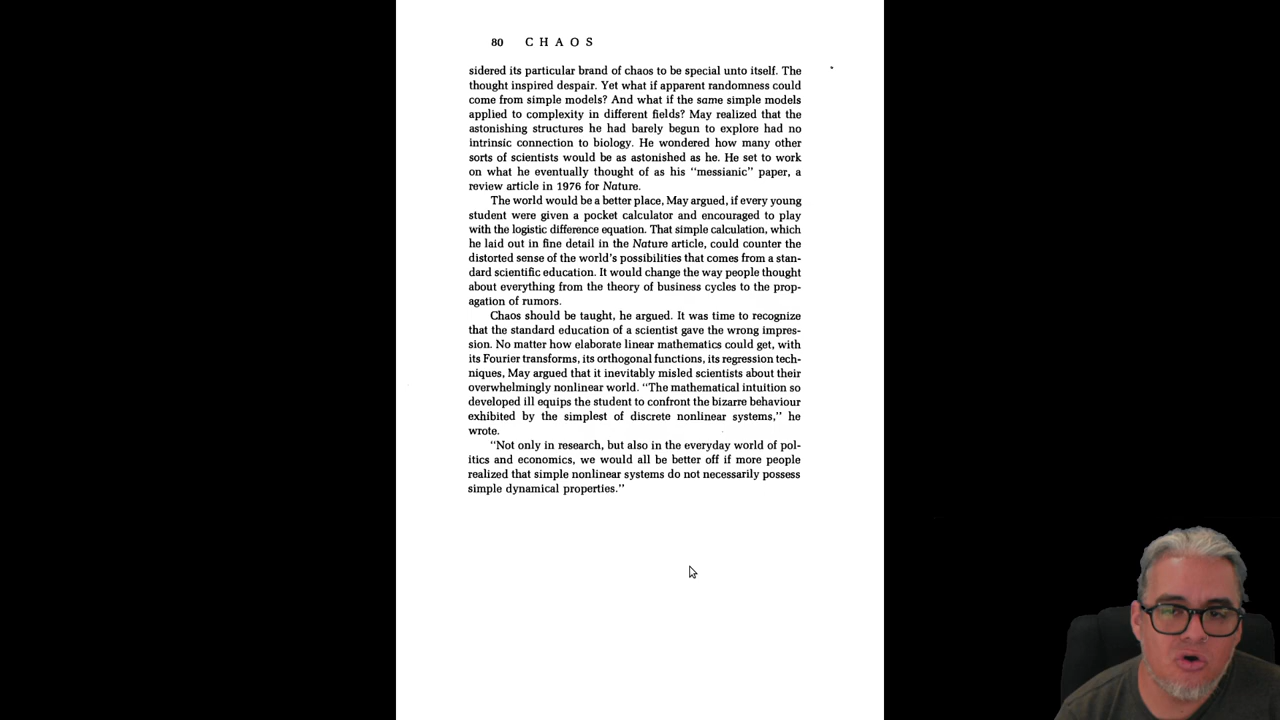 80 CHAOS
sidered its particular brand of chaos to be special unto itself. The
thought inspired despair. Yet what if apparent randomness could
come from simple models? And what if the same simple models
applied to complexity in different fields? May realized that the
astonishing structures he had barely begun to explore had no
intrinsic connection to biology. He wondered how many other
sorts of scientists would be as astonished as he. He set to work
on what he eventually thought of as his “messianic” paper, a
review article in 1976 for Nature.
The world would be a better place, May argued, if every young
student were given a pocket calculator and encouraged to play
with the logistic difference equation. That simple calculation, which
he laid out in fine detail in the Nature article, could counter the
distorted sense of the world’s possibilities that comes from a stan-
dard scientific education. It would change the way people thought
about everything from the theory of business cycles to the prop-
agation of rumors.
Chaos should be taught, he argued. It was time to recognize
that the standard education of a scientist gave the wrong impres-
sion. No matter how elaborate linear mathematics could get, with
its Fourier transforms, its orthogonal functions, its regression tech-
niques, May argued that it inevitably misled scientists about their
overwhelmingly nonlinear world. “The mathematical intuition so
developed ill equips the student to confront the bizarre behaviour
exhibited by the simplest of discrete nonlinear systems,” he
wrote.
“Not only in research, but also in the everyday world of pol-
itics and economics, we would all be better off if more people
realized that simple nonlinear systems do not necessarily possess
simple dynamical properties.”